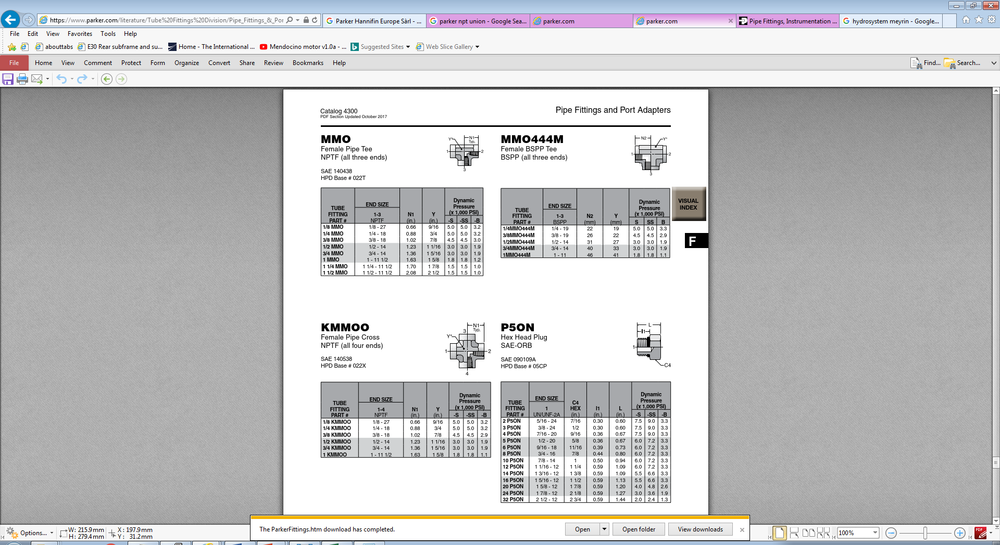 https://www.parker.com/literature/Tube%20Fittings%20Division/Pipe_Fittings_&_Por
Parker Hannifin Europe Sàrl - ...
parker npt union - Google Sea...
parker.com
parker.com
Pipe Fittings, Instrumentation ...
hydrosystem meyrin - Google...
File Edit View Favorites Tools Help
abouttabs E30 Rear subframe and su... Home - The International ... Mendocino motor v1.0a - ... Suggested Sites Web Slice Gallery
File Home View Comment Protect Form Organize Convert Share Review Bookmarks Help Find... Search...
Catalog 4300
PDF Section Updated October 2017
Pipe Fittings and Port Adapters
MMO
Female Pipe Tee
NPTF (all three ends)
SAE 140438
HPD Base # 022T
Y* N1 Typ. 1 2 3
TUBE FITTING PART # END SIZE 1-3 NPTF N1 (in.) Y (in.) Dynamic Pressure (x 1,000 PSI) -S -SS -B
1/8 MMO 1/8 - 27 0.66 9/16 5.0 5.0 3.2
1/4 MMO 1/4 - 18 0.88 3/4 5.0 5.0 3.2
3/8 MMO 3/8 - 18 1.02 7/8 4.5 4.5 3.0
1/2 MMO 1/2 - 14 1.23 1 1/16 3.0 3.0 1.9
3/4 MMO 3/4 - 14 1.36 1 5/16 3.0 3.0 1.9
1 MMO 1 - 11 1/2 1.63 1 5/8 1.8 1.8 1.2
1 1/4 MMO 1 1/4 - 11 1/2 1.70 1 7/8 1.5 1.5 1.0
1 1/2 MMO 1 1/2 - 11 1/2 2.08 2 1/2 1.5 1.5 1.0
MMO444M
Female BSPP Tee
BSPP (all three ends)
N2 Y* 1 2 3
TUBE FITTING PART # END SIZE 1-3 BSPP N2 (mm) Y (mm) Dynamic Pressure (x 1,000 PSI) S SS B
1/4MMO444M 1/4 - 19 22 19 5.0 5.0 3.3
3/8MMO444M 3/8 - 19 26 22 4.5 4.5 2.9
1/2MMO444M 1/2 - 14 31 27 3.0 3.0 1.9
3/4MMO444M 3/4 - 14 40 33 3.0 3.0 1.9
1MMO444M 1 - 11 46 41 1.8 1.8 1.1
VISUAL
INDEX
F
KMMOO
Female Pipe Cross
NPTF (all four ends)
SAE 140538
HPD Base # 022X
3 N1 Typ. Y* 1 2 4
TUBE FITTING PART # END SIZE 1-4 NPTF N1 (in.) Y (in.) Dynamic Pressure (x 1,000 PSI) -S -SS -B
1/8 KMMOO 1/8 - 27 0.66 9/16 5.0 5.0 3.2
1/4 KMMOO 1/4 - 18 0.88 3/4 5.0 5.0 3.2
3/8 KMMOO 3/8 - 18 1.02 7/8 4.5 4.5 2.9
1/2 KMMOO 1/2 - 14 1.23 1 1/16 3.0 3.0 1.9
3/4 KMMOO 3/4 - 14 1.36 1 5/16 3.0 3.0 1.9
1 KMMOO 1 - 11 1/2 1.63 1 5/8 1.8 1.8 1.1
P5ON
Hex Head Plug
SAE-ORB
SAE 090109A
HPD Base # 05CP
L I1 1 C4
TUBE FITTING PART # END SIZE 1 UN/UNF-2A C4 HEX (in.) I1 (in.) L (in.) Dynamic Pressure (x 1,000 PSI) -S -SS -B
2 P5ON 5/16 - 24 7/16 0.30 0.60 7.5 9.0 3.3
3 P5ON 3/8 - 24 1/2 0.30 0.60 7.5 9.0 3.3
4 P5ON 7/16 - 20 9/16 0.36 0.67 7.5 9.0 3.3
5 P5ON 1/2 - 20 5/8 0.36 0.67 6.0 7.2 3.3
6 P5ON 9/16 - 18 11/16 0.39 0.73 6.0 7.2 3.3
8 P5ON 3/4 - 16 7/8 0.44 0.80 6.0 7.2 3.3
10 P5ON 7/8 - 14 1 0.50 0.94 6.0 7.2 3.3
12 P5ON 1 1/16 - 12 1 1/4 0.59 1.09 6.0 7.2 3.3
14 P5ON 1 3/16 - 12 1 3/8 0.59 1.09 5.5 6.6 3.3
16 P5ON 1 5/16 - 12 1 1/2 0.59 1.13 5.5 6.6 3.3
20 P5ON 1 5/8 - 12 1 7/8 0.59 1.20 4.0 4.8 2.6
24 P5ON 1 7/8 - 12 2 1/8 0.59 1.27 3.0 3.6 1.9
32 P5ON 2 1/2 - 12 2 3/4 0.59 1.44 2.0 2.4 1.3
The ParkerFittings.htm download has completed. Open Open folder View downloads
Options... W: 215.9 mm X: 197.9 mm
H: 279.4 mm Y: 31.2 mm
100%
PDF